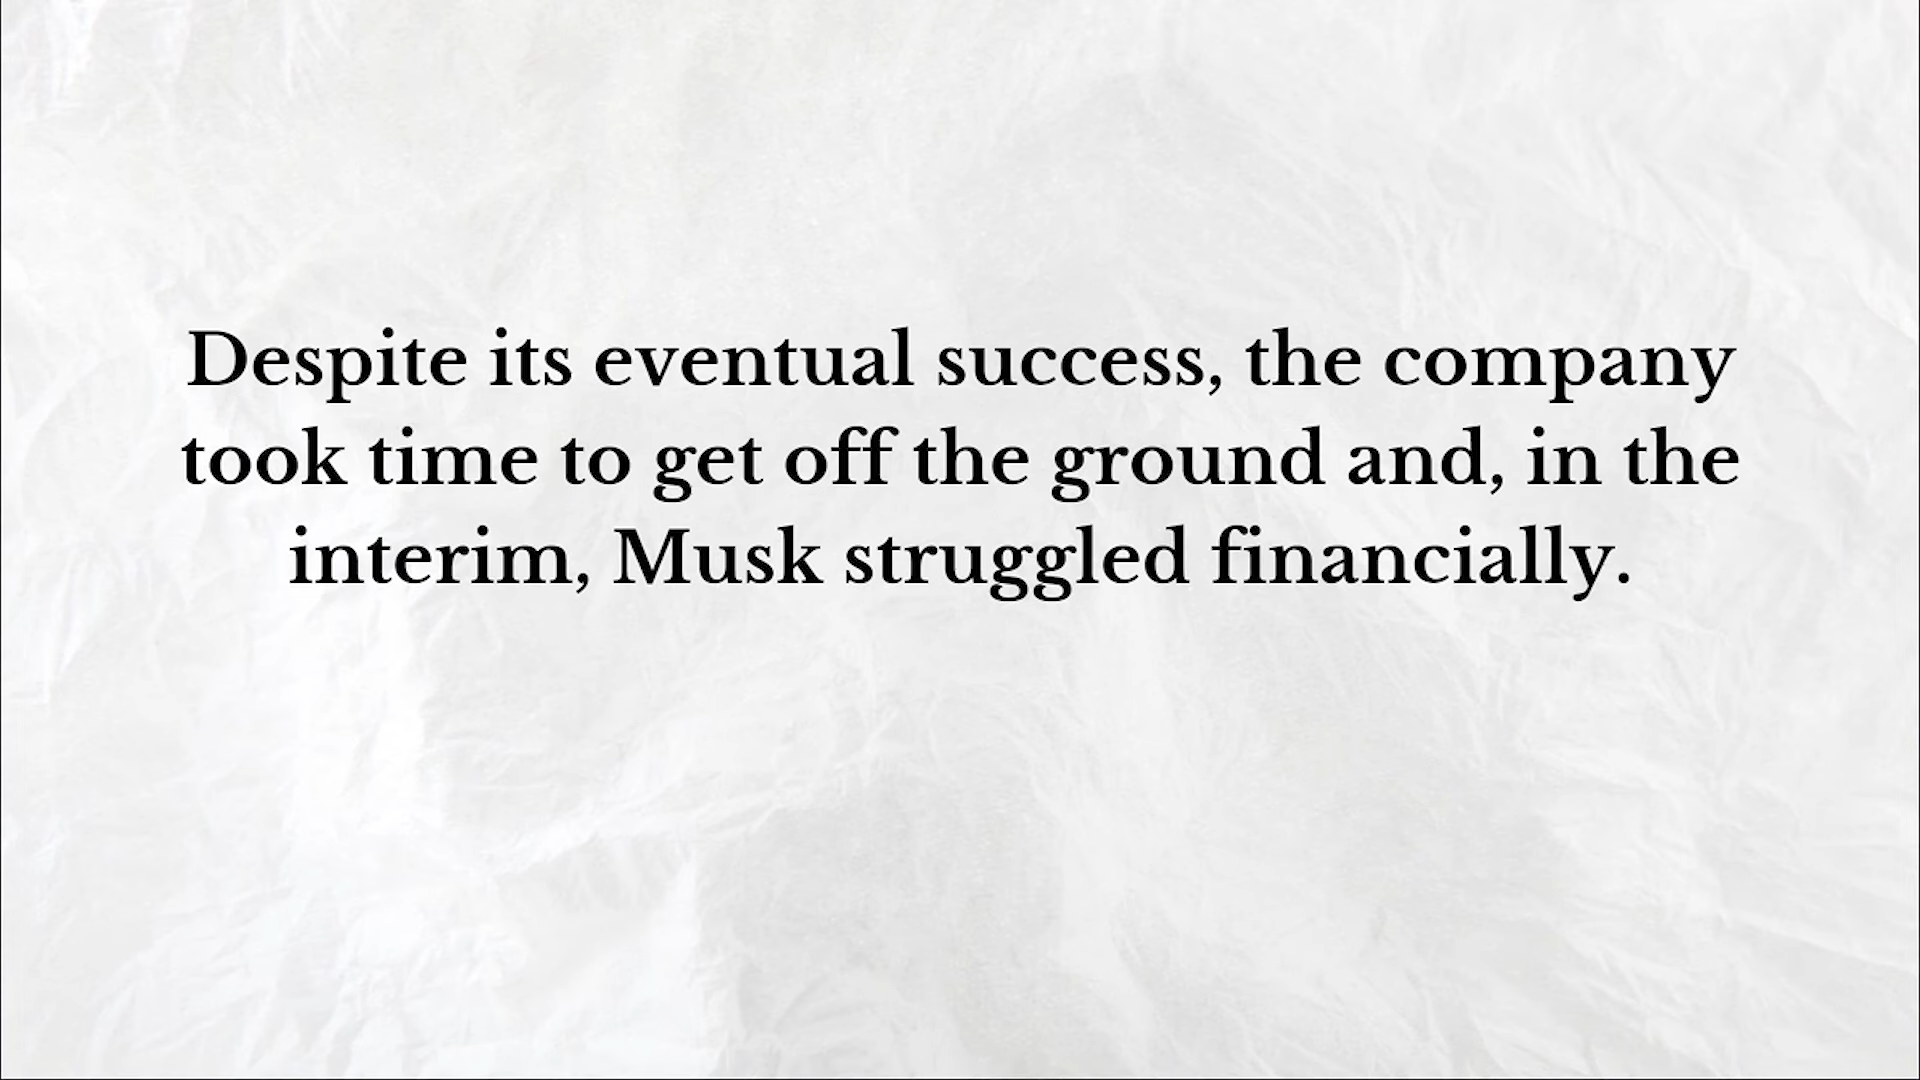 Despite its eventual success, the company
took time to get off the ground and, in the
interim, Musk struggled financially.